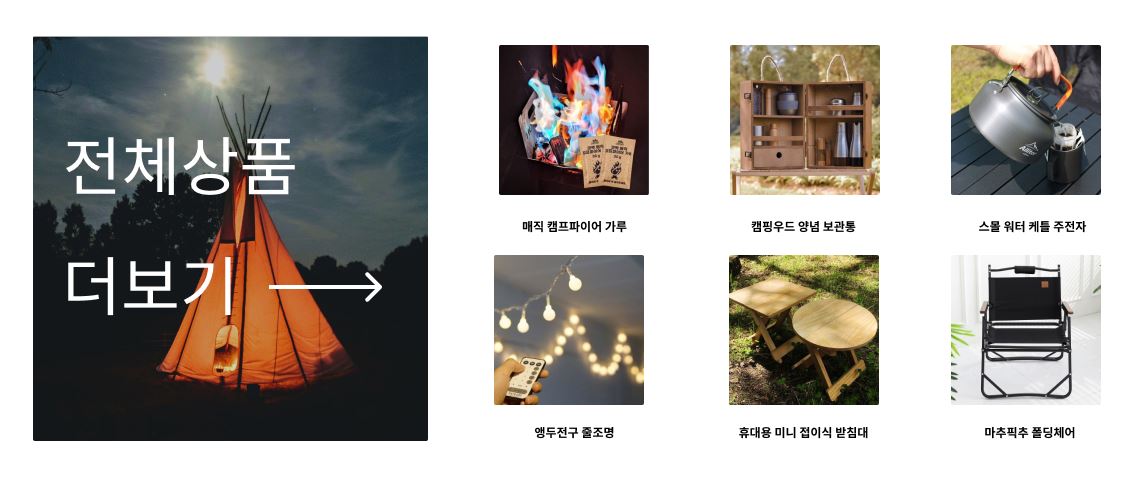 전체상품
더보기
매직 캠프파이어 가루
캠핑우드 양념 보관통
스몰 워터 케틀 주전자
앵두전구 줄조명
휴대용 미니 접이식 받침대
마추픽추 폴딩체어